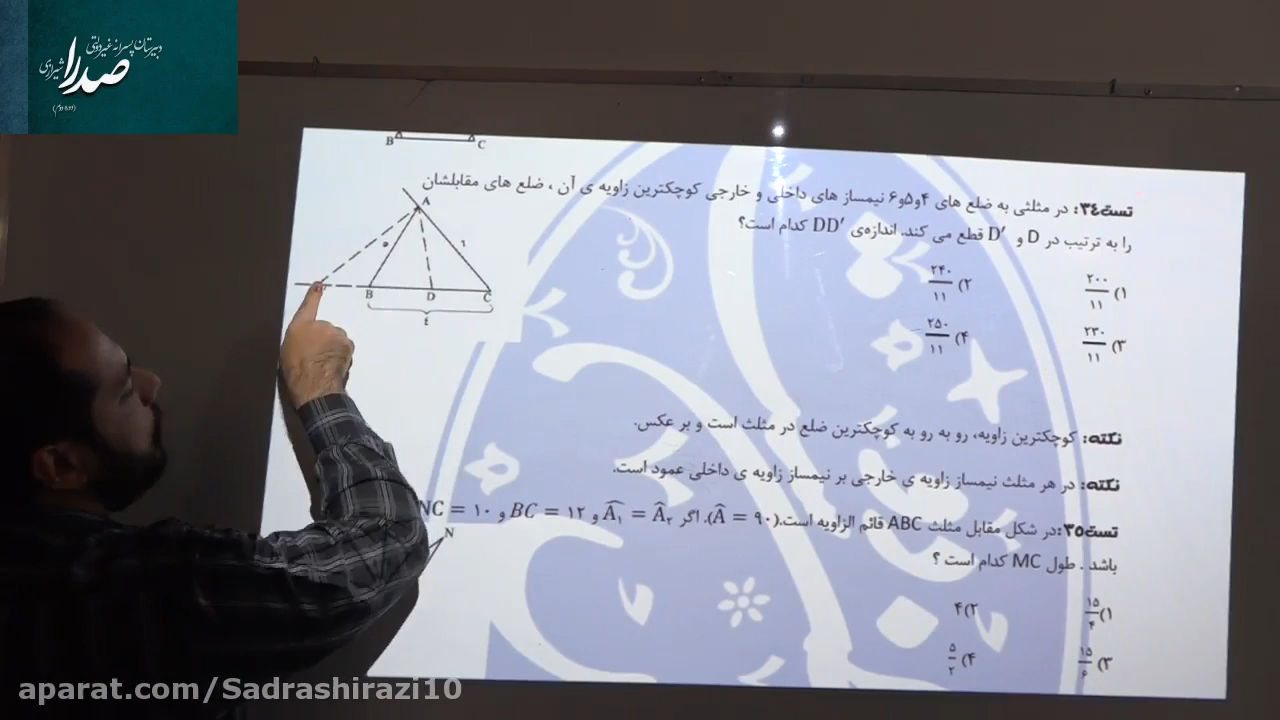 دبیرستان پسرانه غیردولتی
صدرا شیرازی
(دوره دوم)
B C
تست۳۴: در مثلثی به ضلع های ۴و۵و۶ نیمساز های داخلی و خارجی کوچکترین زاویه ی آن ، ضلع های مقابلشان
را به ترتیب در D و D′ قطع می کند. اندازه‌ی DD′ کدام است؟
۱) ۲۰۰/۱۱ ۲) ۲۴۰/۱۱
۳) ۲۳۰/۱۱ ۴) ۲۵۰/۱۱
A
۵ ۶
B D C
٤
نکته: کوچکترین زاویه، رو به رو به کوچکترین ضلع در مثلث است و بر عکس.
نکته: در هر مثلث نیمساز زاویه ی خارجی بر نیمساز زاویه ی داخلی عمود است.
تست۳۵: در شکل مقابل مثلث ABC قائم الزاویه است.(Â = ۹۰). اگر Â₁ = Â₂ و BC = ۱۲ و NC = ۱۰
باشد . طول MC کدام است ؟
N
۱) ۱۵/۴ ۲) ۴
۳) ۱۵/۶ ۴) ۵/۲
aparat.com/Sadrashirazi10